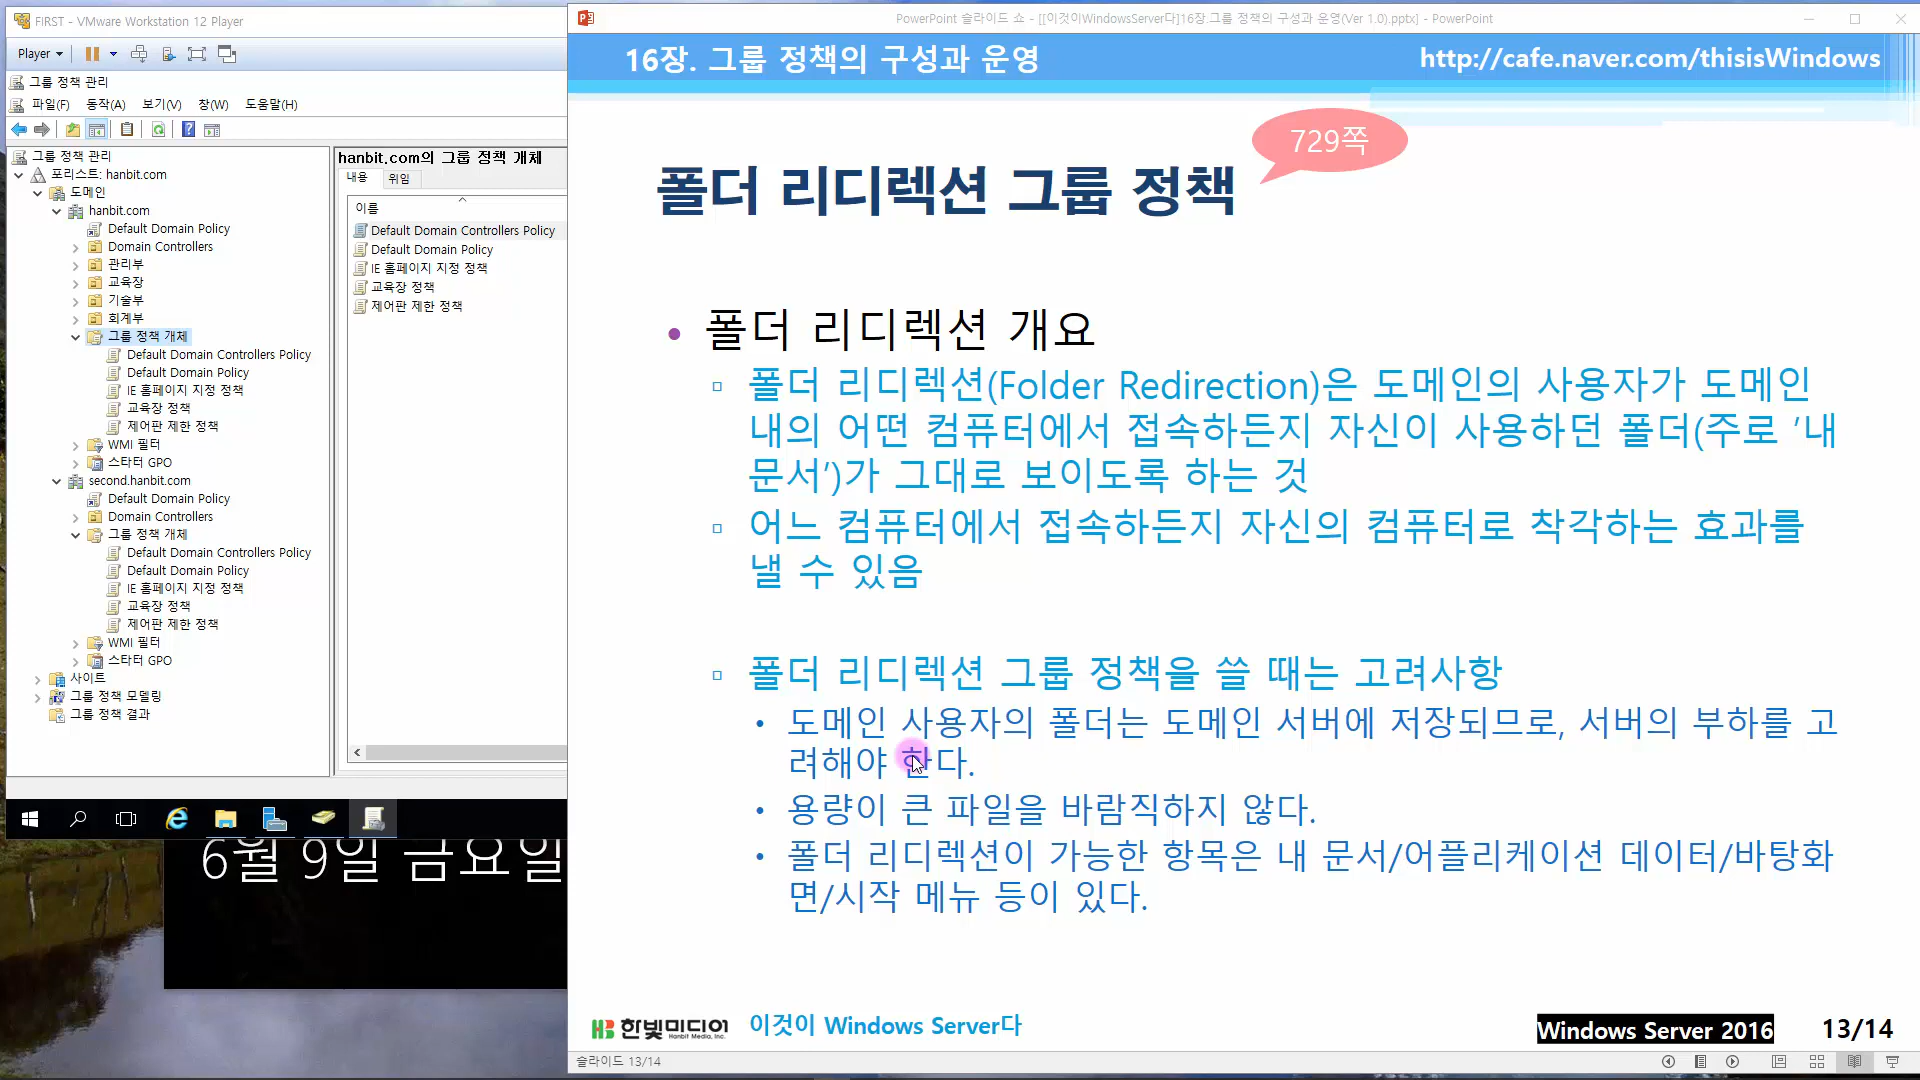 FIRST - VMware Workstation 12 Player
Player
그룹 정책 관리
파일(F) 동작(A) 보기(V) 창(W) 도움말(H)
그룹 정책 관리
포리스트: hanbit.com
도메인
hanbit.com
Default Domain Policy
Domain Controllers
관리부
교육장
기술부
회계부
그룹 정책 개체
Default Domain Controllers Policy
Default Domain Policy
IE 홈페이지 지정 정책
교육장 정책
제어판 제한 정책
WMI 필터
스타터 GPO
second.hanbit.com
Default Domain Policy
Domain Controllers
그룹 정책 개체
Default Domain Controllers Policy
Default Domain Policy
IE 홈페이지 지정 정책
교육장 정책
제어판 제한 정책
WMI 필터
스타터 GPO
사이트
그룹 정책 모델링
그룹 정책 결과
hanbit.com의 그룹 정책 개체
내용 위임
이름
Default Domain Controllers Policy
Default Domain Policy
IE 홈페이지 지정 정책
교육장 정책
제어판 제한 정책
6월 9일 금요일
PowerPoint 슬라이드 쇼 - [[이것이WindowsServer다]16장.그룹 정책의 구성과 운영(Ver 1.0).pptx] - PowerPoint
16장. 그룹 정책의 구성과 운영
http://cafe.naver.com/thisisWindows
729쪽
폴더 리디렉션 그룹 정책
• 폴더 리디렉션 개요
폴더 리디렉션(Folder Redirection)은 도메인의 사용자가 도메인
내의 어떤 컴퓨터에서 접속하든지 자신이 사용하던 폴더(주로 '내
문서')가 그대로 보이도록 하는 것
어느 컴퓨터에서 접속하든지 자신의 컴퓨터로 착각하는 효과를
낼 수 있음
폴더 리디렉션 그룹 정책을 쓸 때는 고려사항
• 도메인 사용자의 폴더는 도메인 서버에 저장되므로, 서버의 부하를 고
려해야 한다.
• 용량이 큰 파일을 바람직하지 않다.
• 폴더 리디렉션이 가능한 항목은 내 문서/어플리케이션 데이터/바탕화
면/시작 메뉴 등이 있다.
한빛미디어
Hanbit Media, Inc.
이것이 Windows Server다
Windows Server 2016
13/14
슬라이드 13/14